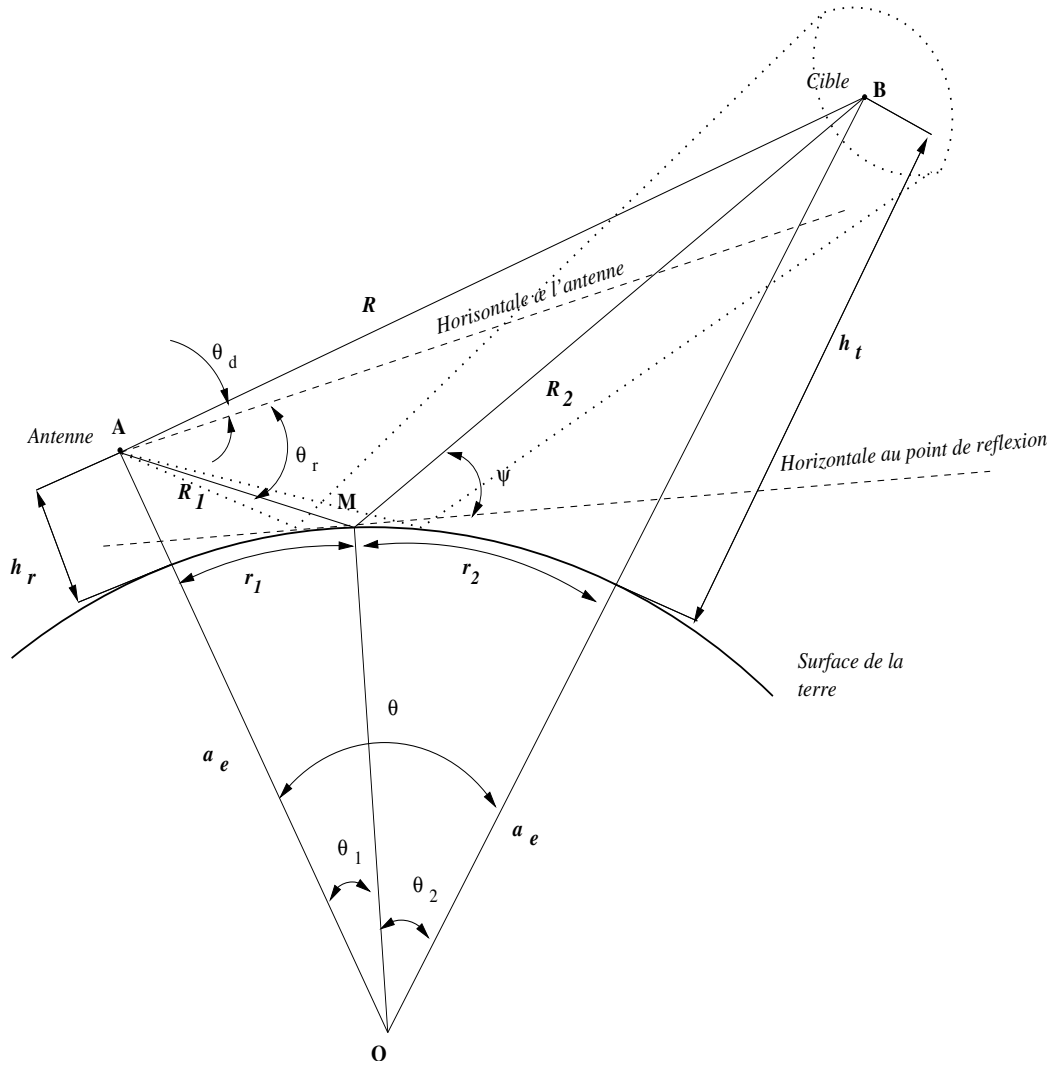 Cible
B
Horisontale œ l'antenne
R
θ d
h t
R 2
Antenne
A
θ r
Horizontale au point de reflexion
R 1
M
ψ
h r
r 1
r 2
Surface de la
terre
θ
a e
a e
θ 1
θ 2
O